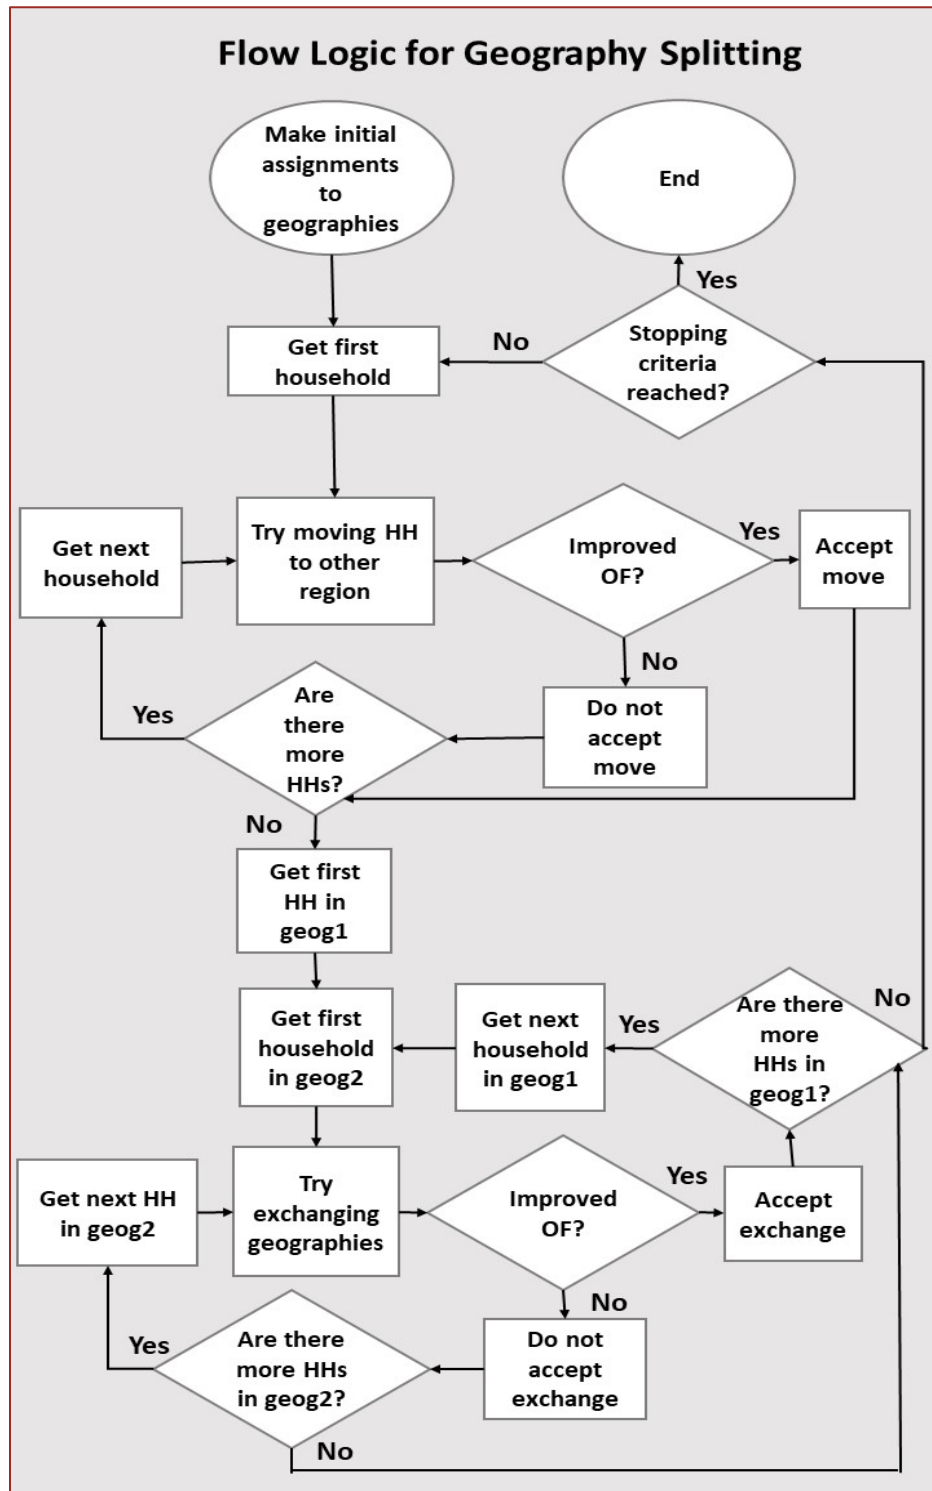 Flow Logic for Geography Splitting
Make initial
assignments
to
geographies
End
Yes
Stopping
criteria
reached?
No
Get first
household
Get next
household
Try moving HH
to other
region
Improved
OF?
Yes
Accept
move
No
Do not
accept
move
Are
there
more
HHs?
Yes
No
Get first
HH in
geog1
Get first
household
in geog2
Get next
household
in geog1
Yes
Are there
more
HHs in
geog1?
No
Get next HH
in geog2
Try
exchanging
geographies
Improved
OF?
Yes
Accept
exchange
No
Do not
accept
exchange
Are there
more HHs
in geog2?
Yes
No